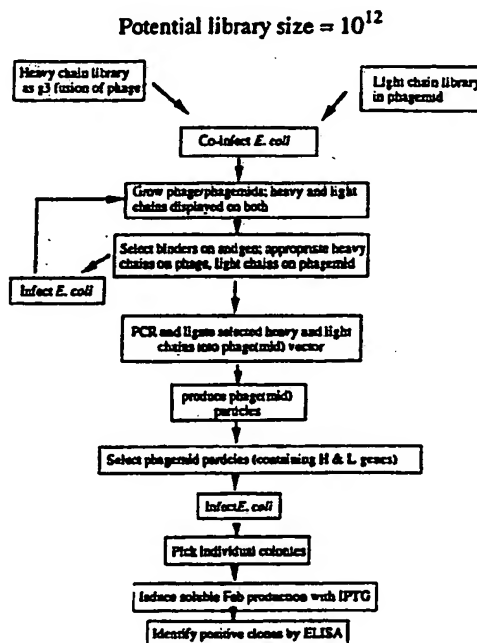 Potential library size = 10¹²
Heavy chain library
as g3 fusion of phage
Light chain library
in phagemid
Co-infect E. coli
Grow phage/phagemids; heavy and light
chains displayed on both
Select binders on antigen; appropriate heavy
chains on phage, light chains on phagemid
Infect E. coli
PCR and ligate selected heavy and light
chains into phage(mid) vector
produce phage(mid)
particles
Select phagemid particles (containing H & L genes)
Infect E. coli
Pick individual colonies
Induce soluble Fab production with IPTG
Identify positive clones by ELISA